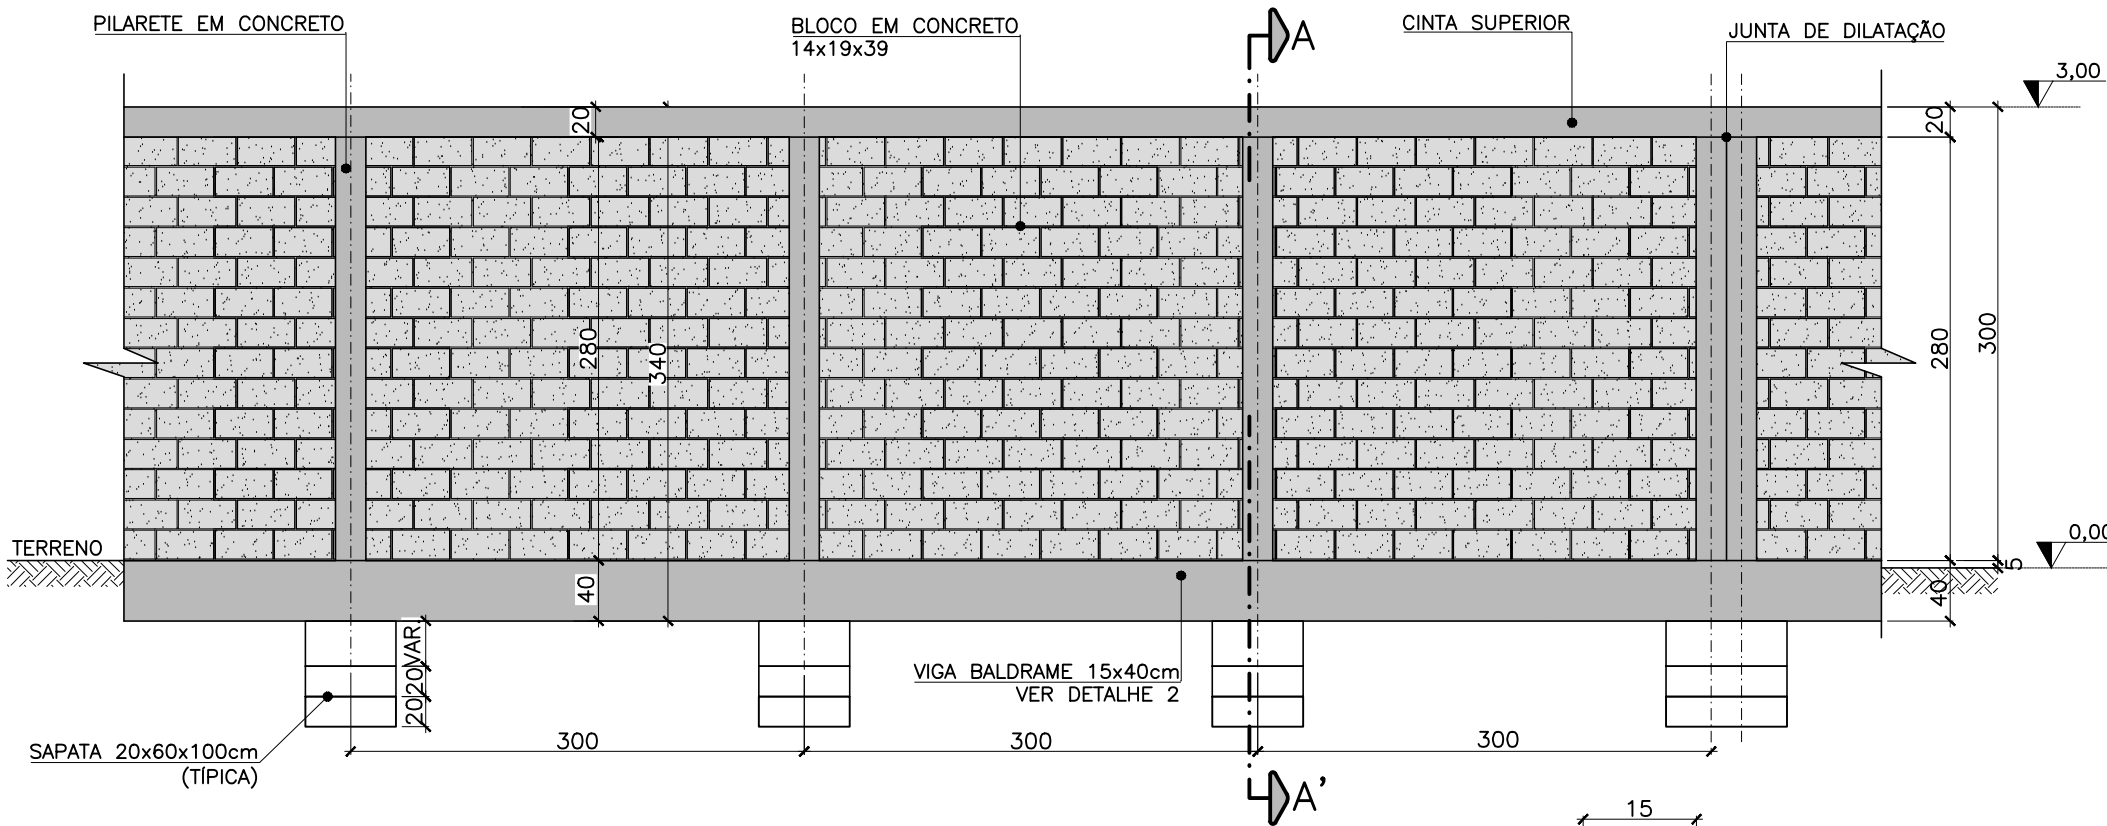 PILARETE EM CONCRETO
BLOCO EM CONCRETO
14x19x39
A
CINTA SUPERIOR
JUNTA DE DILATAÇÃO
3,00
20
20
280
340
280
300
TERRENO
0,00
5
40
40
VAR.
20
20
VIGA BALDRAME 15x40cm
VER DETALHE 2
SAPATA 20x60x100cm
(TÍPICA)
300
300
300
A'
15